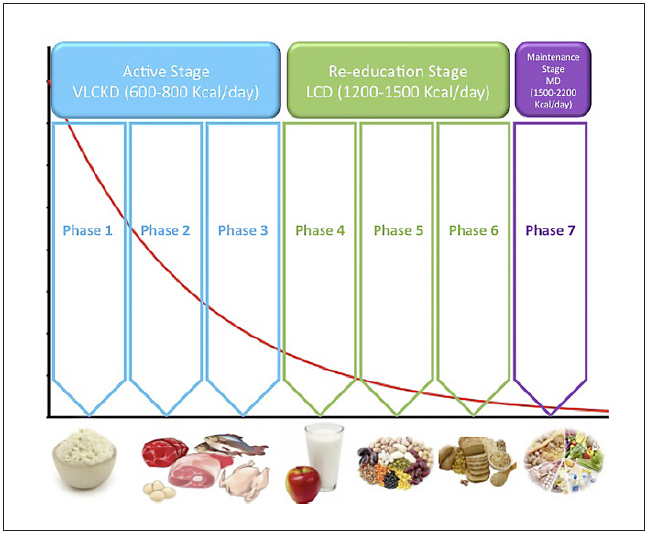 Active Stage
VLCKD (600-800 Kcal/day)
Re-education Stage
LCD (1200-1500 Kcal/day)
Maintenance
Stage
MD
(1500-2200
Kcal/day)
Phase 1
Phase 2
Phase 3
Phase 4
Phase 5
Phase 6
Phase 7